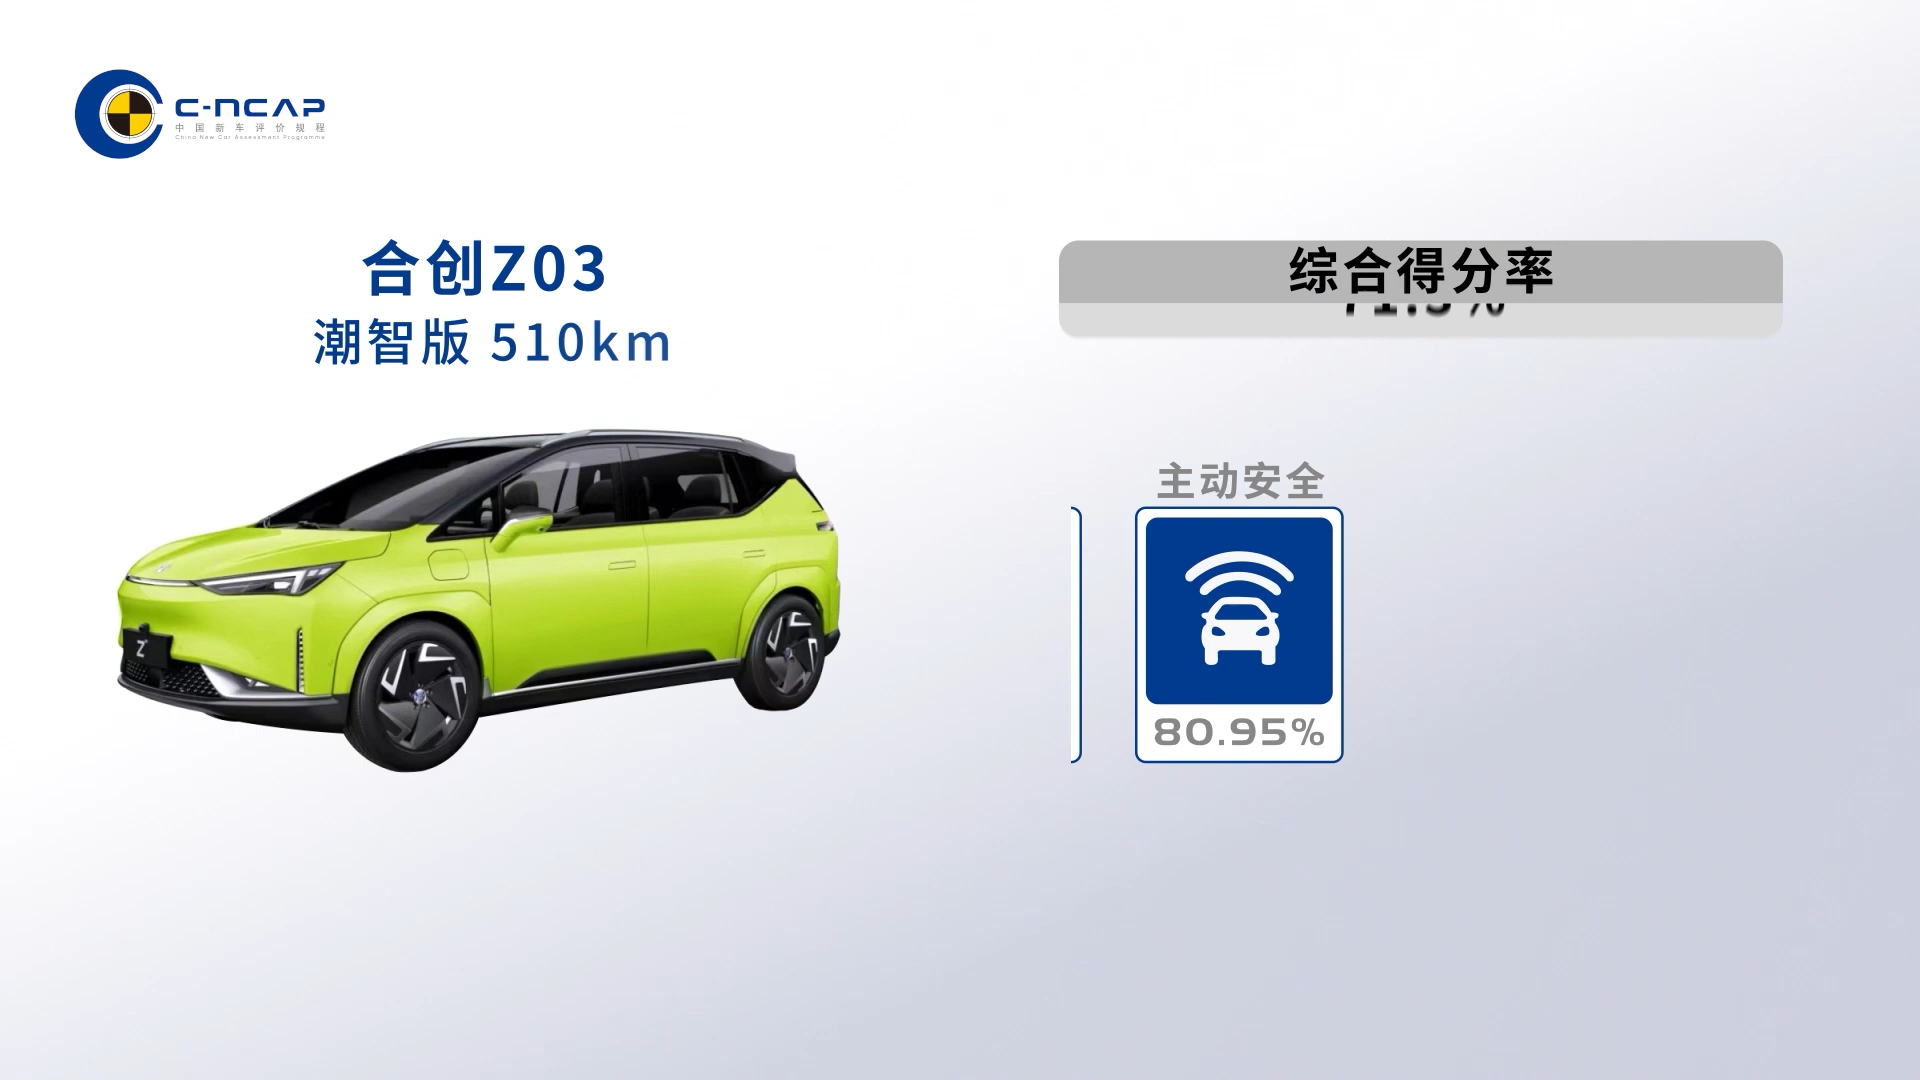 C-NCAP
中国新车评价规程
China New Car Assessment Programme
合创Z03
潮智版 510km
综合得分率
主动安全
80.95%
Z